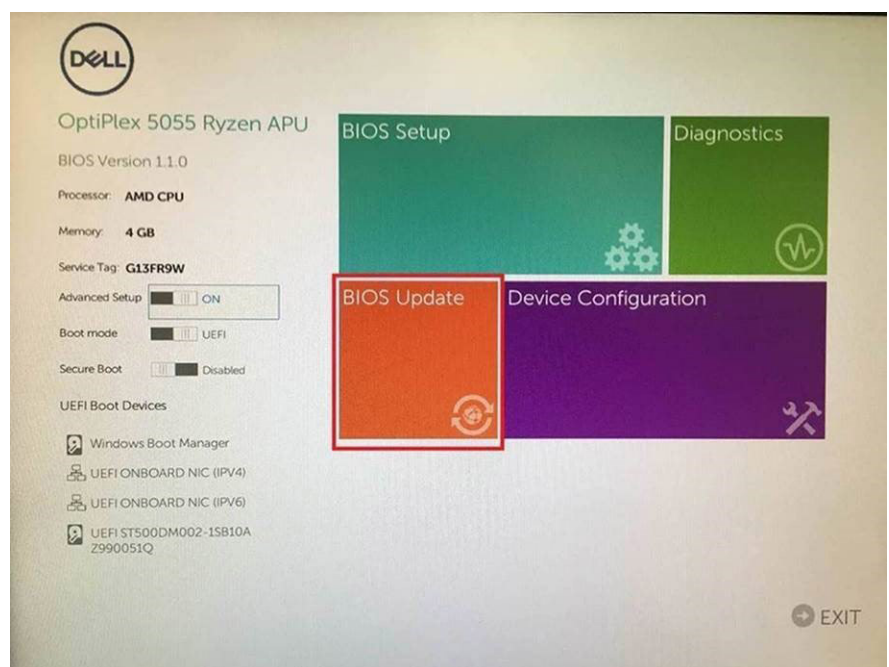 DELL
OptiPlex 5055 Ryzen APU
BIOS Version 1.1.0
Processor: AMD CPU
Memory: 4 GB
Service Tag: G13FR9W
Advanced Setup ON
Boot mode UEFI
Secure Boot Disabled
UEFI Boot Devices
Windows Boot Manager
UEFI ONBOARD NIC (IPV4)
UEFI ONBOARD NIC (IPV6)
UEFI ST500DM002-1SB10A
Z990051Q
BIOS Setup
Diagnostics
BIOS Update
Device Configuration
EXIT